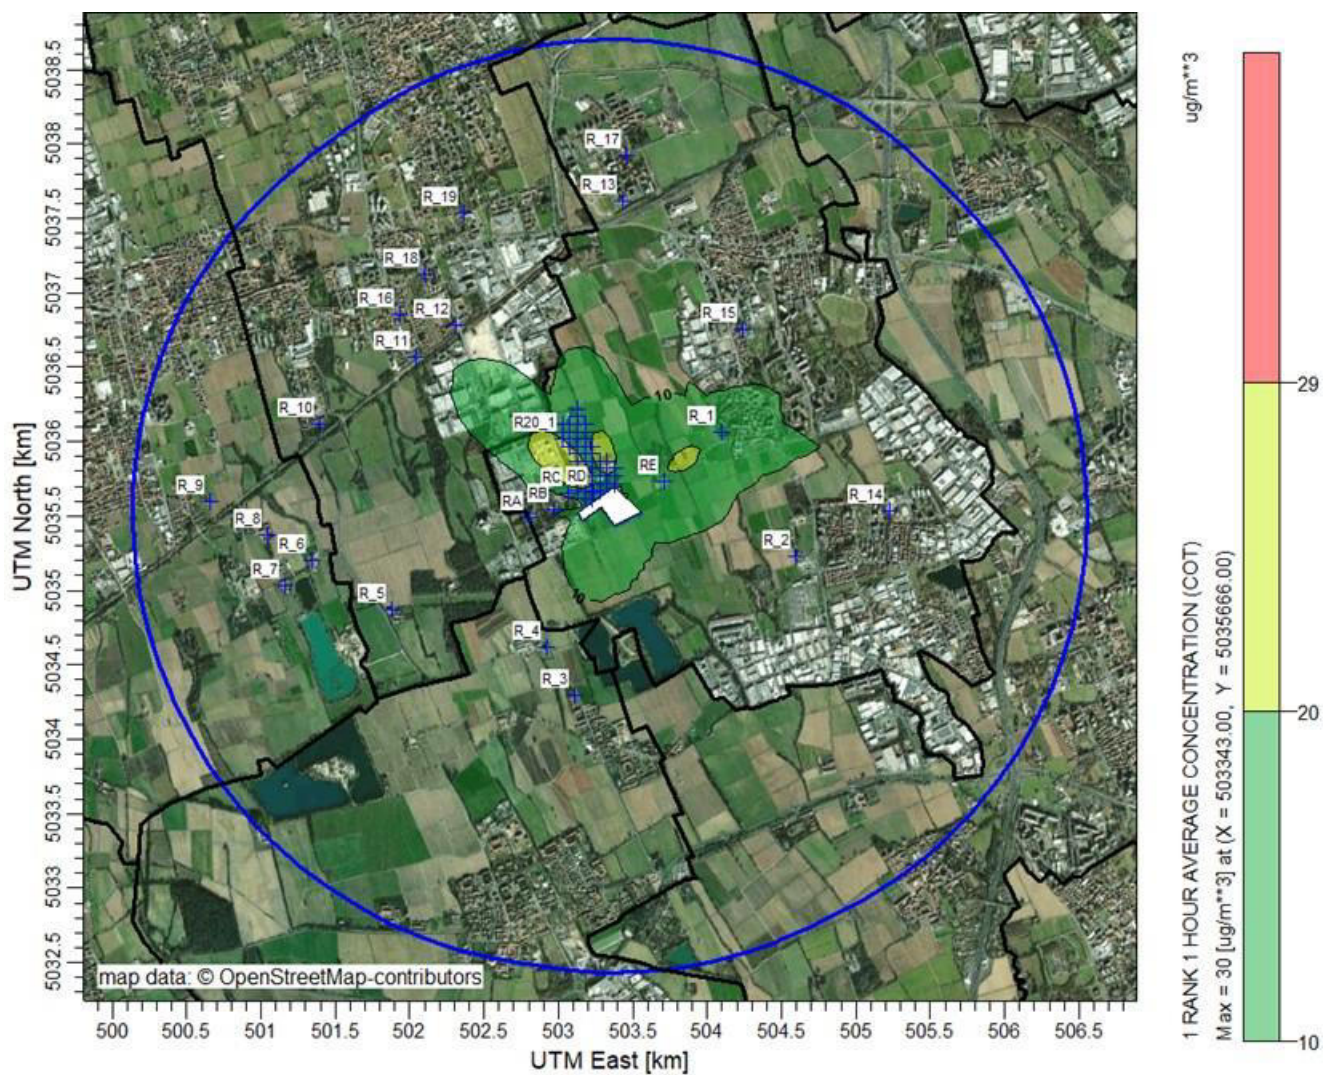 UTM North [km]
5038.5
5038
5037.5
5037
5036.5
5036
5035.5
5035
5034.5
5034
5033.5
5033
5032.5
R_17
R_13
R_19
R_18
R_16
R_12
R_15
R_11
R_10
R20_1
R_1
10
RC
RD
RE
RB
RA
R_9
R_8
R_14
R_6
R_2
R_7
R_5
10
R_4
R_3
map data: © OpenStreetMap-contributors
500 500.5 501 501.5 502 502.5 503 503.5 504 504.5 505 505.5 506 506.5
UTM East [km]
1 RANK 1 HOUR AVERAGE CONCENTRATION (COT)
Max = 30 [ug/m**3] at (X = 503343.00, Y = 5035666.00)
ug/m**3
29
20
10